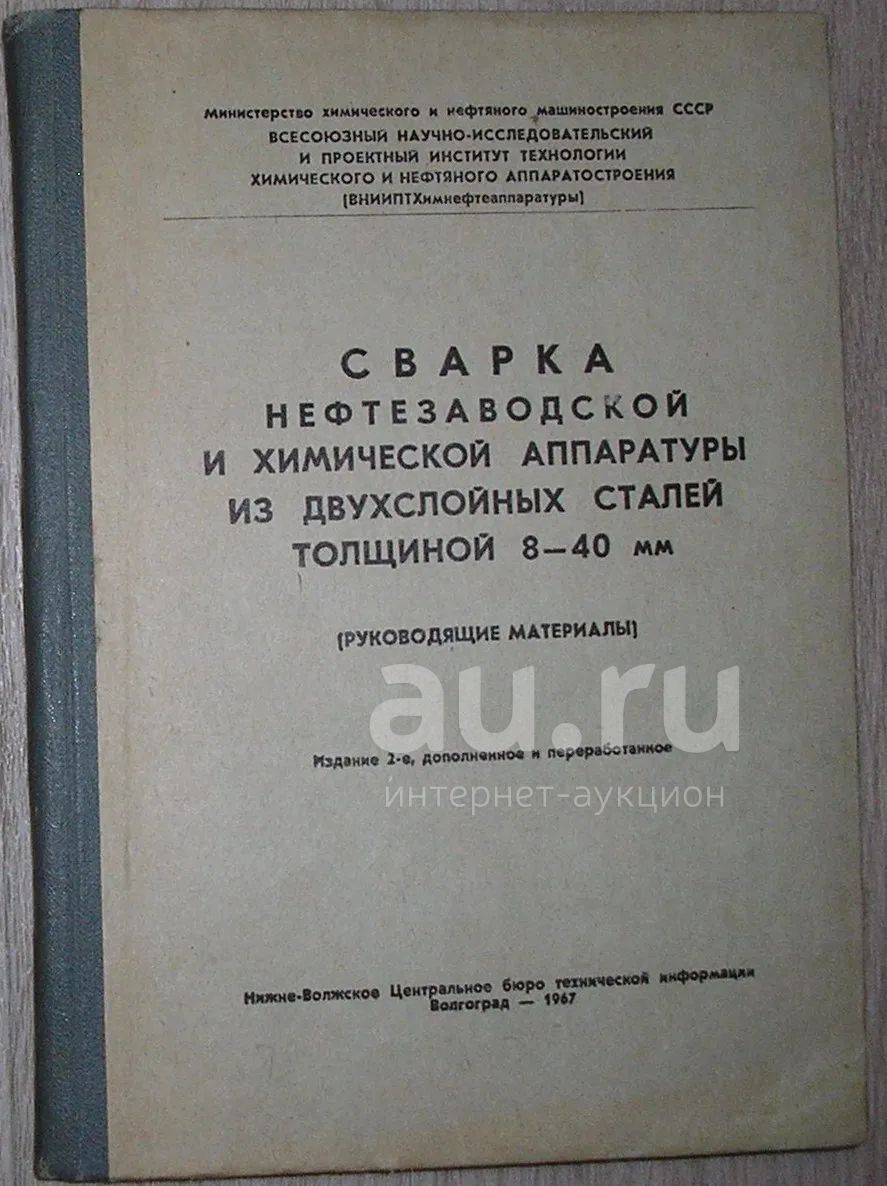 Министерство химического и нефтяного машиностроения СССР
ВСЕСОЮЗНЫЙ НАУЧНО-ИССЛЕДОВАТЕЛЬСКИЙ
И ПРОЕКТНЫЙ ИНСТИТУТ ТЕХНОЛОГИИ
ХИМИЧЕСКОГО И НЕФТЯНОГО АППАРАТОСТРОЕНИЯ
(ВНИИПТХимнефтеаппаратуры)
СВАРКА
НЕФТЕЗАВОДСКОЙ
И ХИМИЧЕСКОЙ АППАРАТУРЫ
ИЗ ДВУХСЛОЙНЫХ СТАЛЕЙ
ТОЛЩИНОЙ 8—40 мм
(РУКОВОДЯЩИЕ МАТЕРИАЛЫ)
au.ru
Издание 2-е, дополненное и переработанное
интернет-аукцион
Нижне-Волжское Центральное бюро технической информации
Волгоград — 1967